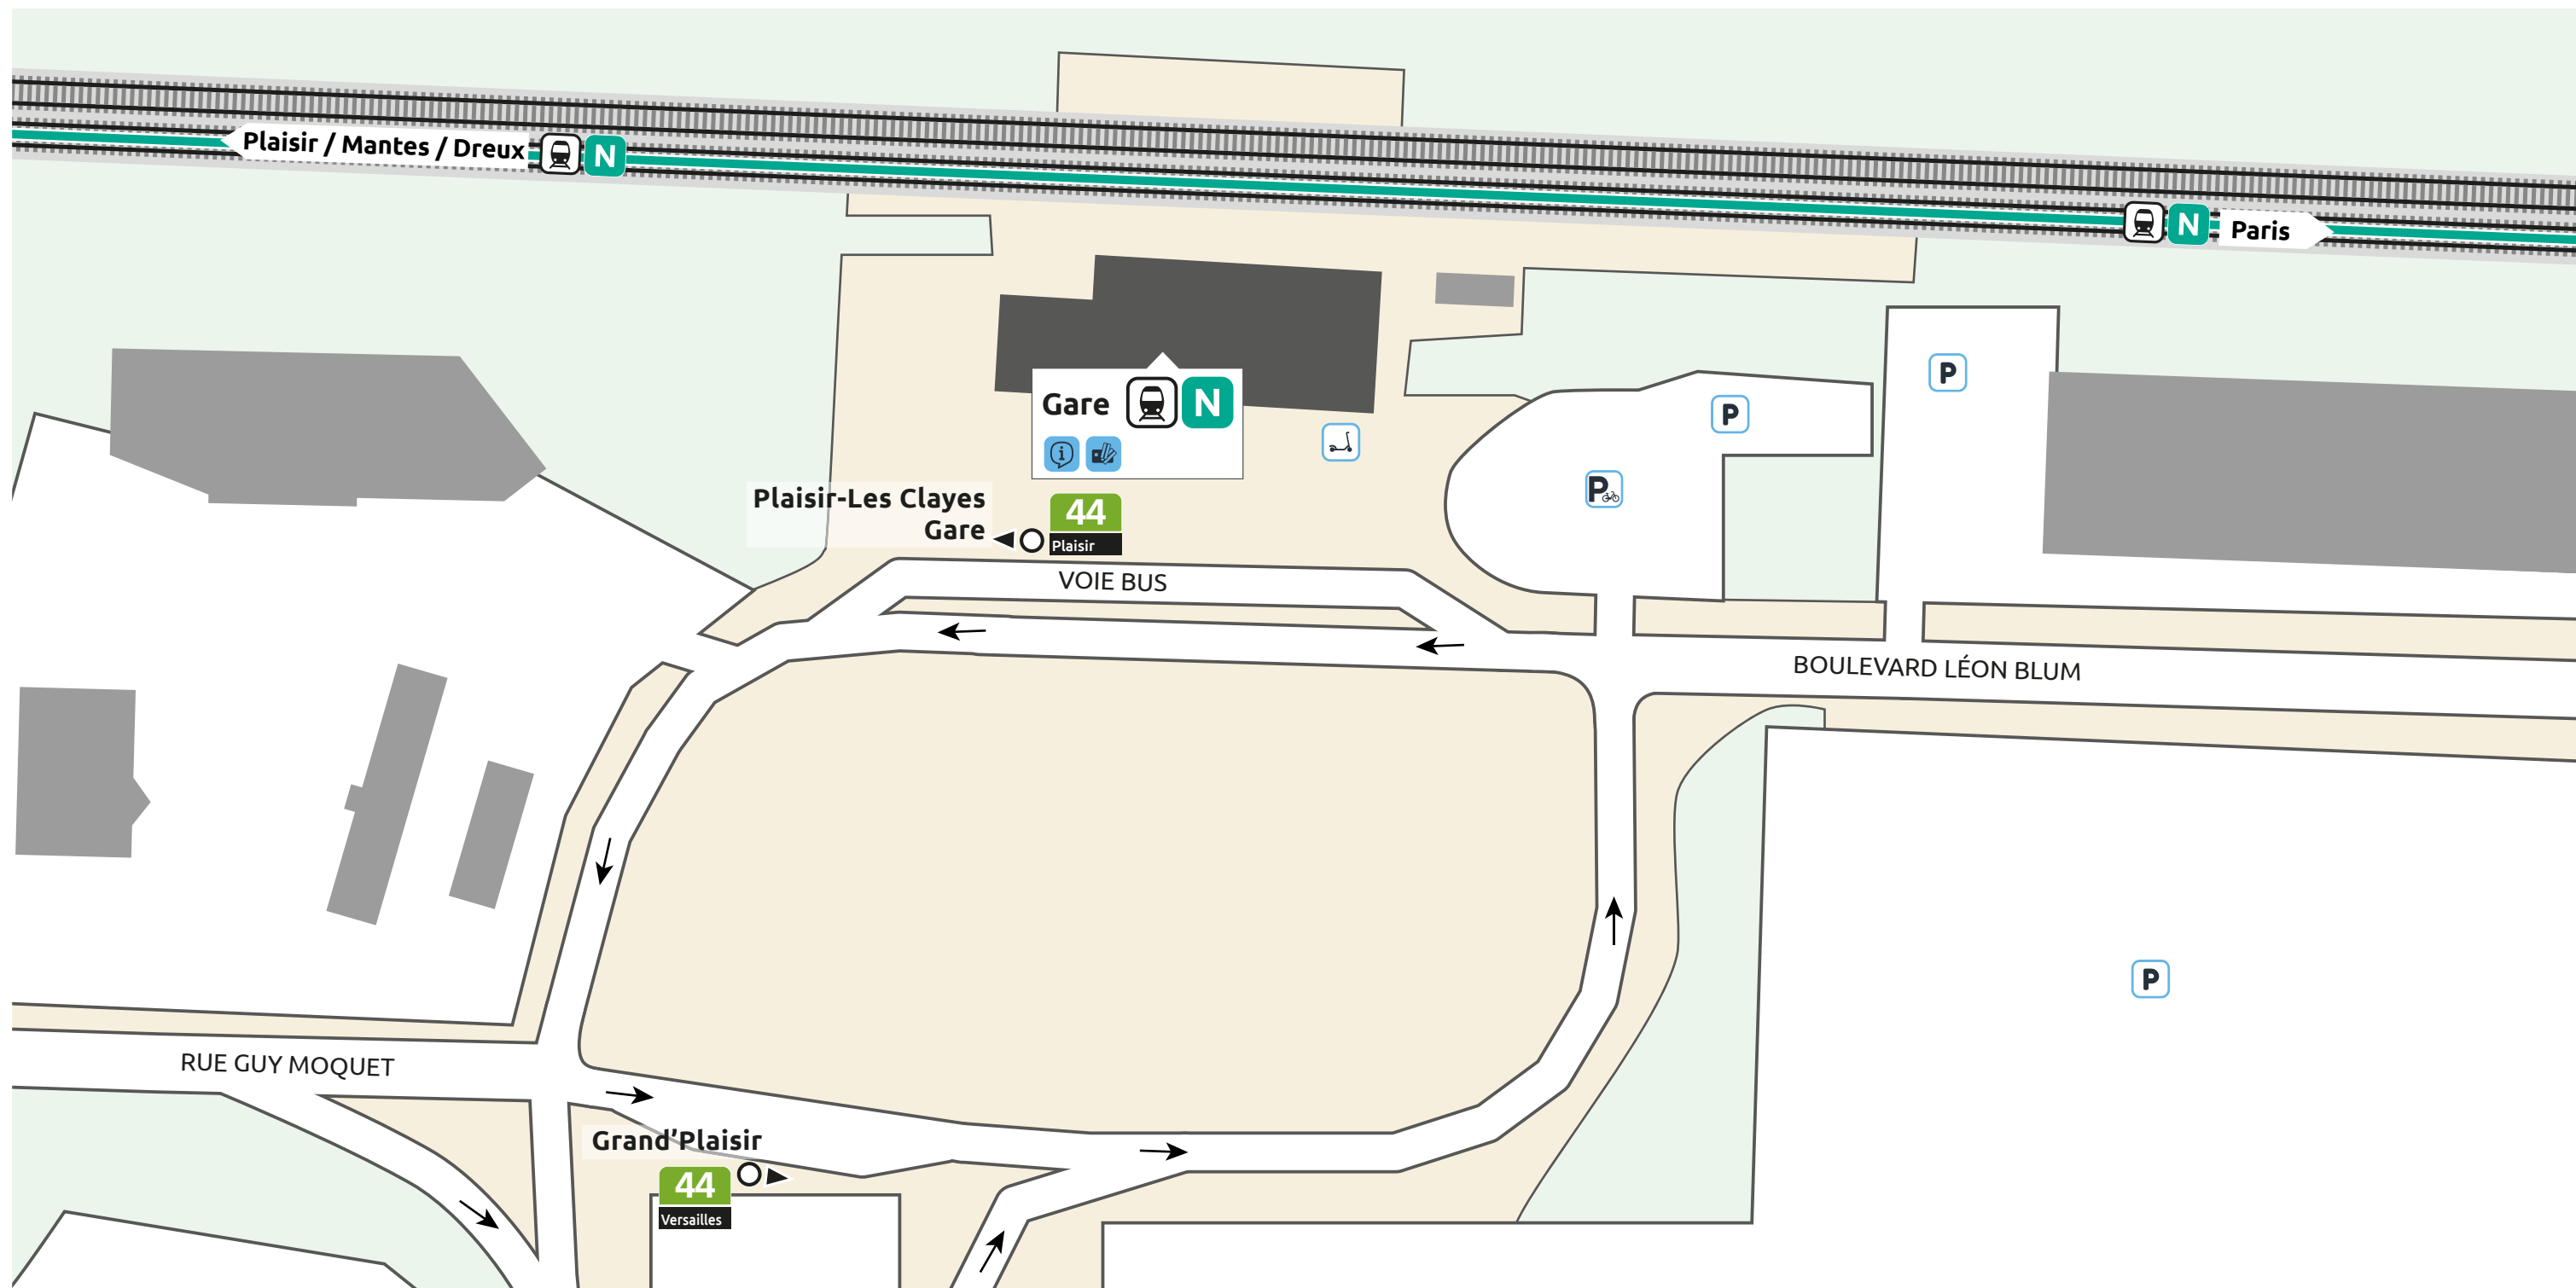 Plaisir / Mantes / Dreux N
N Paris
Gare N
i
P
P
P
Plaisir-Les Clayes
Gare
44
Plaisir
VOIE BUS
BOULEVARD LÉON BLUM
P
RUE GUY MOQUET
Grand'Plaisir
44
Versailles